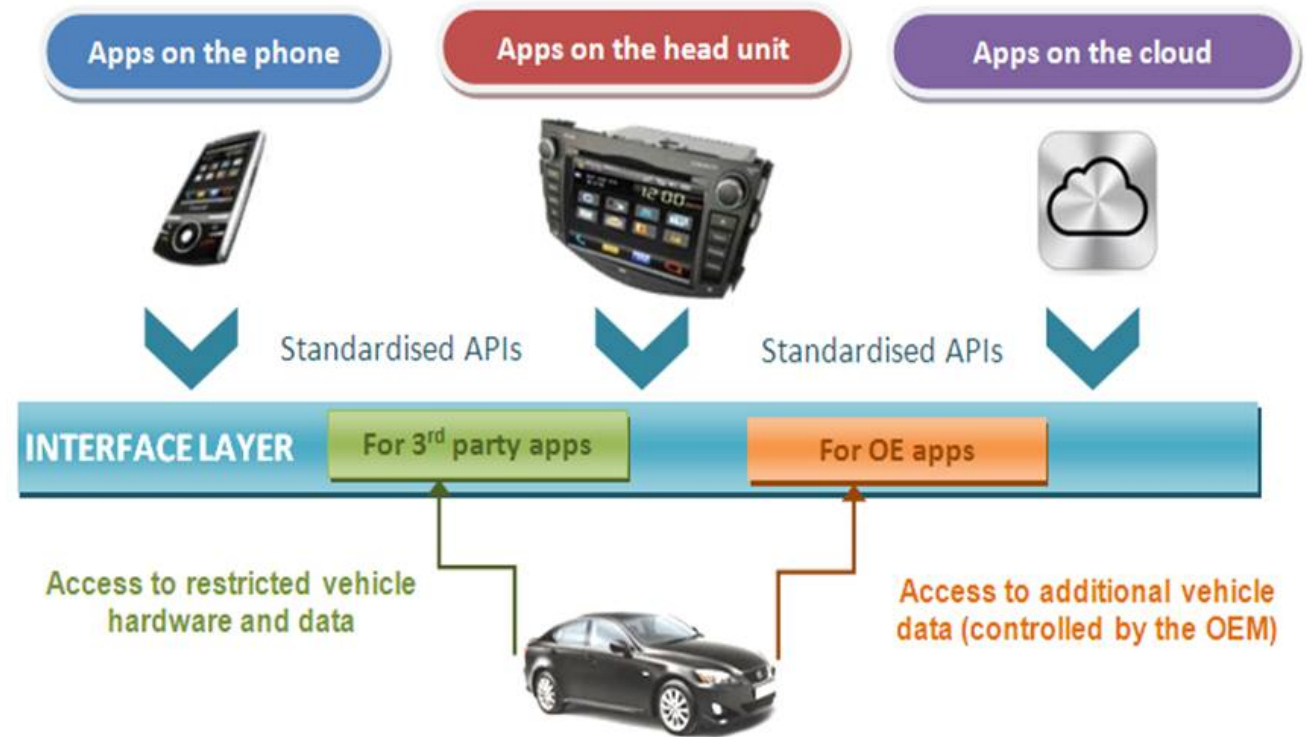 Apps on the phone
Apps on the head unit
Apps on the cloud
12:00
Standardised APIs
Standardised APIs
INTERFACE LAYER
For 3rd party apps
For OE apps
Access to restricted vehicle
hardware and data
Access to additional vehicle
data (controlled by the OEM)